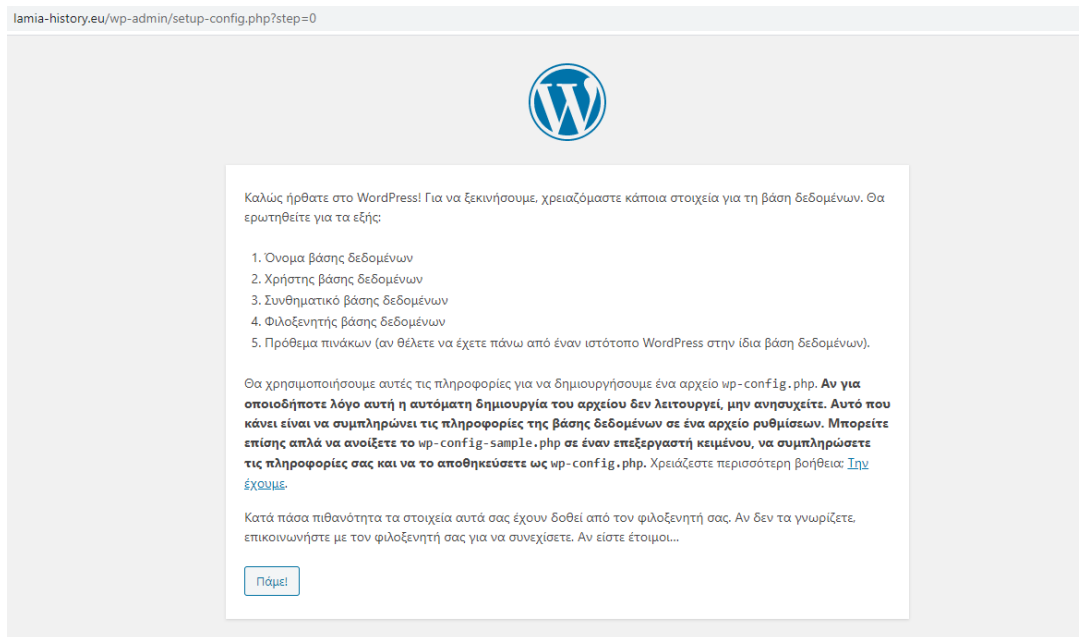 lamia-history.eu/wp-admin/setup-config.php?step=0
Καλώς ήρθατε στο WordPress! Για να ξεκινήσουμε, χρειαζόμαστε κάποια στοιχεία για τη βάση δεδομένων. Θα
ερωτηθείτε για τα εξής:
1. Όνομα βάσης δεδομένων
2. Χρήστης βάσης δεδομένων
3. Συνθηματικό βάσης δεδομένων
4. Φιλοξενητής βάσης δεδομένων
5. Πρόθεμα πινάκων (αν θέλετε να έχετε πάνω από έναν ιστότοπο WordPress στην ίδια βάση δεδομένων).
Θα χρησιμοποιήσουμε αυτές τις πληροφορίες για να δημιουργήσουμε ένα αρχείο wp-config.php. Αν για
οποιοδήποτε λόγο αυτή η αυτόματη δημιουργία του αρχείου δεν λειτουργεί, μην ανησυχείτε. Αυτό που
κάνει είναι να συμπληρώνει τις πληροφορίες της βάσης δεδομένων σε ένα αρχείο ρυθμίσεων. Μπορείτε
επίσης απλά να ανοίξετε το wp-config-sample.php σε έναν επεξεργαστή κειμένου, να συμπληρώσετε
τις πληροφορίες σας και να το αποθηκεύσετε ως wp-config.php. Χρειάζεστε περισσότερη βοήθεια; Την
έχουμε.
Κατά πάσα πιθανότητα τα στοιχεία αυτά σας έχουν δοθεί από τον φιλοξενητή σας. Αν δεν τα γνωρίζετε,
επικοινωνήστε με τον φιλοξενητή σας για να συνεχίσετε. Αν είστε έτοιμοι...
Πάμε!